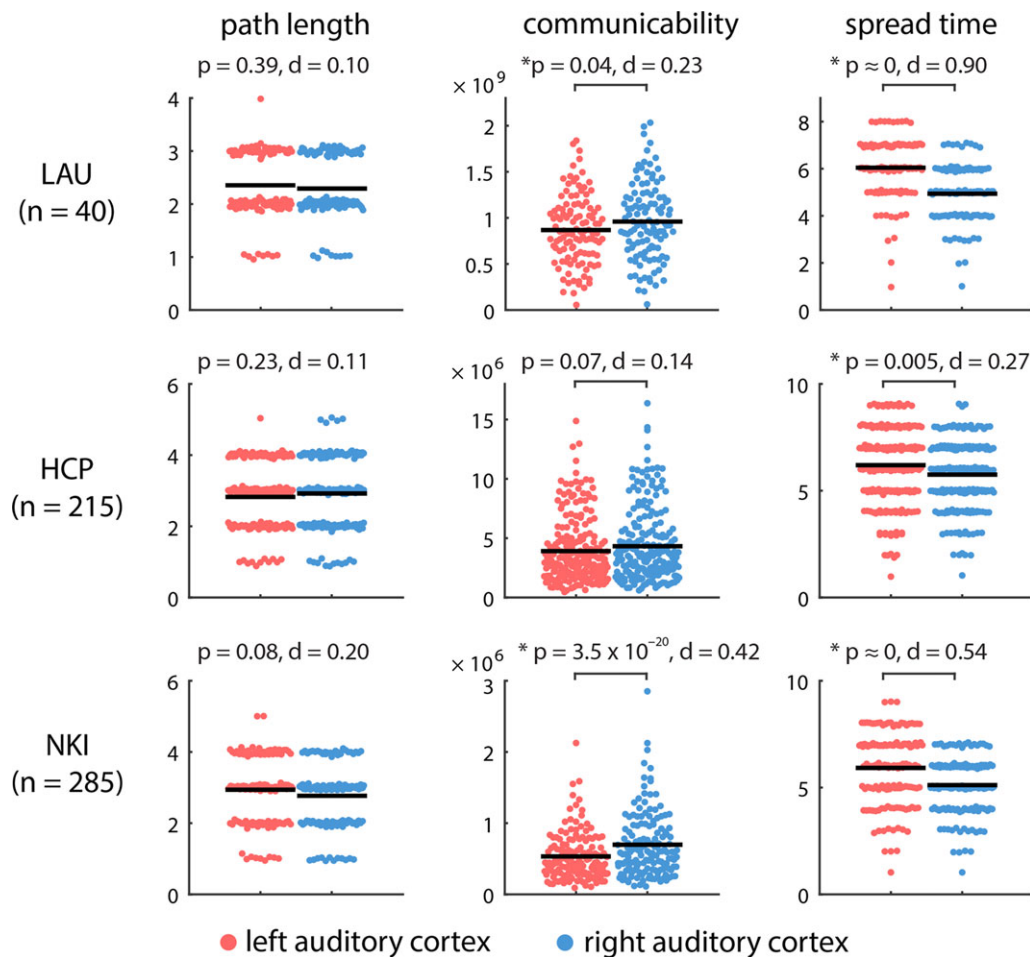 path length communicability spread time
LAU
(n = 40)
p = 0.39, d = 0.10
4
3
2
1
0
*p = 0.04, d = 0.23
× 10⁹
2
1.5
1
0.5
0
* p ≈ 0, d = 0.90
8
6
4
2
0
HCP
(n = 215)
p = 0.23, d = 0.11
6
4
2
0
p = 0.07, d = 0.14
× 10⁶
15
10
5
0
* p = 0.005, d = 0.27
10
5
0
NKI
(n = 285)
p = 0.08, d = 0.20
6
4
2
0
* p = 3.5 x 10⁻²⁰, d = 0.42
× 10⁶
3
2
1
0
* p ≈ 0, d = 0.54
10
5
0
left auditory cortex right auditory cortex